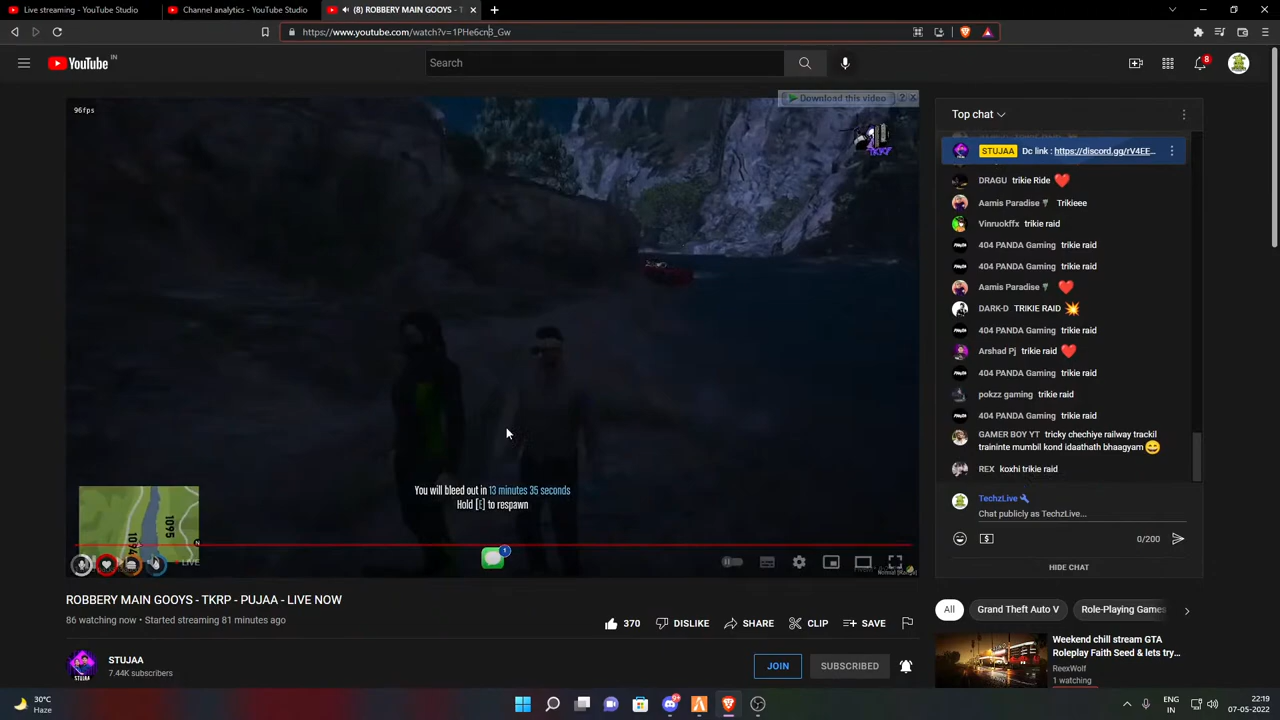 Live streaming - YouTube Studio
Channel analytics - YouTube Studio
(8) ROBBERY MAIN GOOYS - T
https://www.youtube.com/watch?v=1PHe6cn3_Gw
YouTube IN
Search
8
96fps
Download this video ?
TKRP
Top chat
STUJAA Dc link : https://discord.gg/rV4EE...
DRAGU trikie Ride
Aamis Paradise Trikieee
Vinruokffx trikie raid
404 PANDA Gaming trikie raid
404 PANDA Gaming trikie raid
Aamis Paradise
DARK-D TRIKIE RAID
404 PANDA Gaming trikie raid
Arshad Pj trikie raid
404 PANDA Gaming trikie raid
pokzz gaming trikie raid
404 PANDA Gaming trikie raid
GAMER BOY YT tricky chechiye railway trackil
traininte mumbil kond idaathath bhaagyam
REX koxhi trikie raid
TechzLive
Chat publicly as TechzLive...
0/200
HIDE CHAT
You will bleed out in 13 minutes 35 seconds
Hold [E] to respawn
1094
1095
N
1
LIVE
Normal [Range]
ROBBERY MAIN GOOYS - TKRP - PUJAA - LIVE NOW
86 watching now • Started streaming 81 minutes ago
370 DISLIKE SHARE CLIP SAVE
STUJAA
7.44K subscribers
JOIN SUBSCRIBED
All Grand Theft Auto V Role-Playing Games
Weekend chill stream GTA
Roleplay Faith Seed & lets try...
ReexWolf
1 watching
30°C
Haze
9+
ENG
IN
22:19
07-05-2022